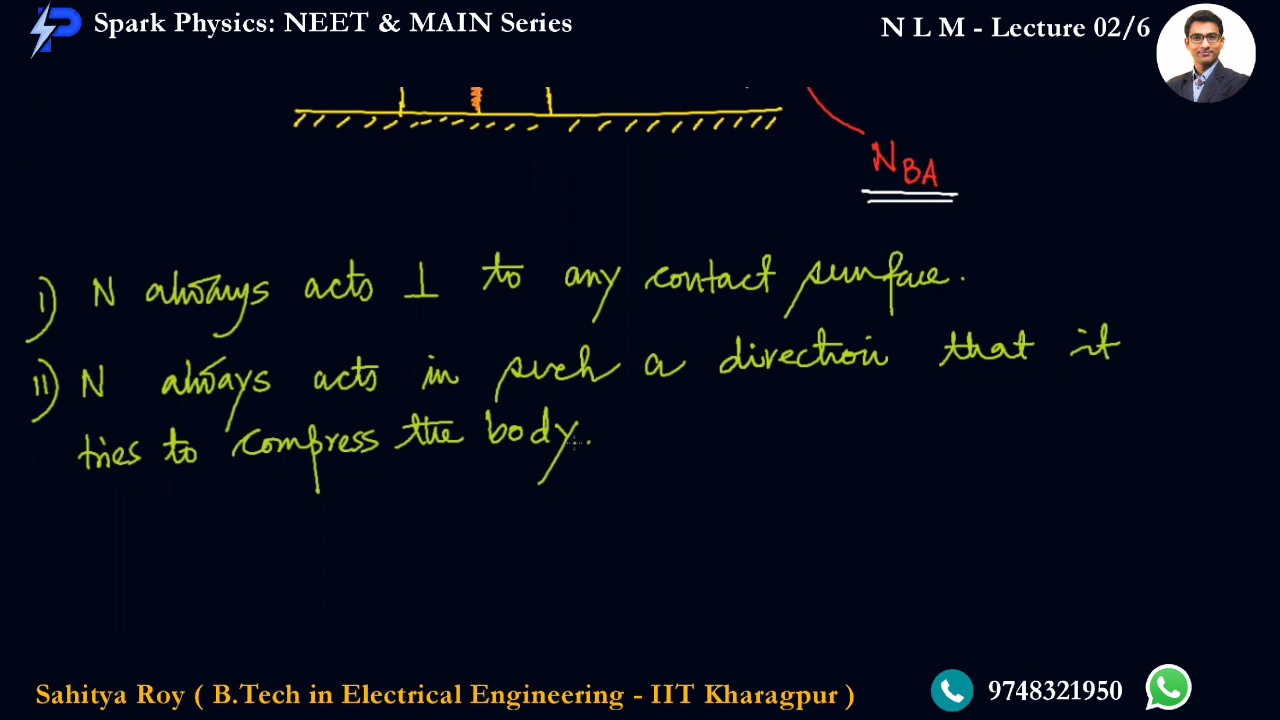 Spark Physics: NEET & MAIN Series
N L M - Lecture 02/6
N BA
i) N always acts ⊥ to any contact surface.
ii) N always acts in such a direction that it
tries to compress the body.
Sahitya Roy ( B.Tech in Electrical Engineering - IIT Kharagpur )
9748321950